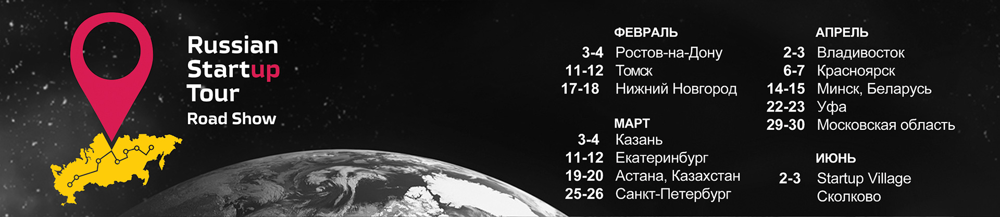 Russian
Startup
Tour
Road Show
ФЕВРАЛЬ
3-4 Ростов-на-Дону
11-12 Томск
17-18 Нижний Новгород
МАРТ
3-4 Казань
11-12 Екатеринбург
19-20 Астана, Казахстан
25-26 Санкт-Петербург
АПРЕЛЬ
2-3 Владивосток
6-7 Красноярск
14-15 Минск, Беларусь
22-23 Уфа
29-30 Московская область
ИЮНЬ
2-3 Startup Village
Сколково